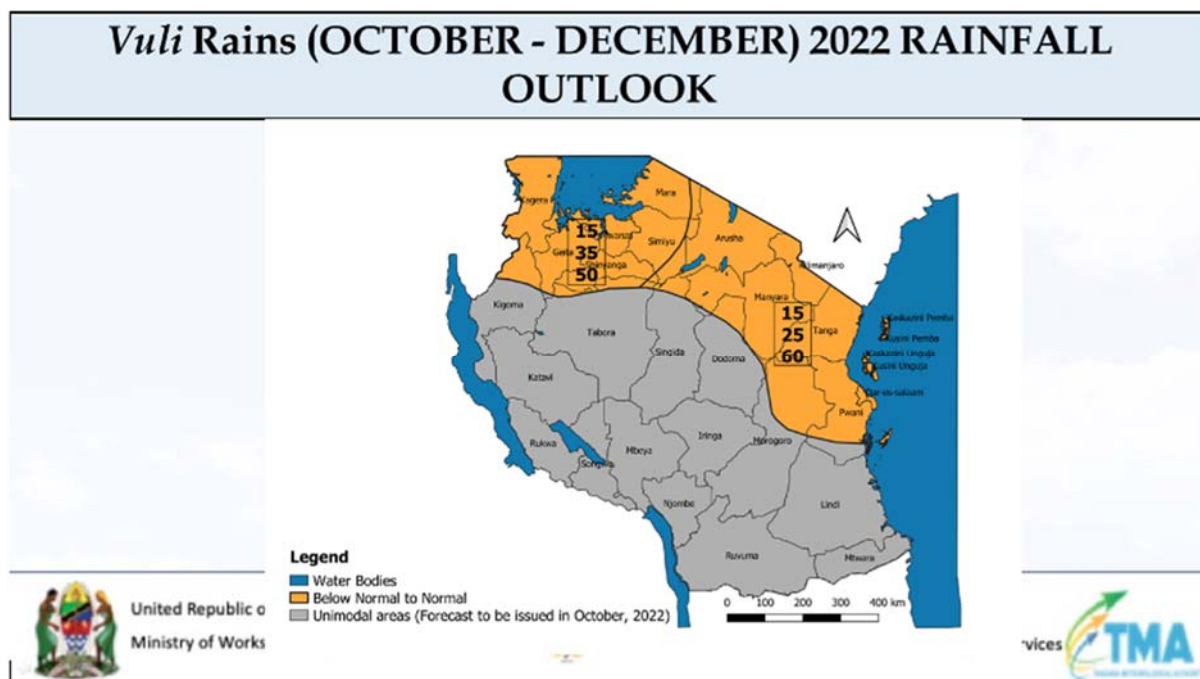 Vuli Rains (OCTOBER - DECEMBER) 2022 RAINFALL
OUTLOOK
Mara
Kagera
Simiyu
Arusha
15
35
50
Geita
Kilimanjaro
Manyara
Tanga
15
25
60
Kaskazini Pemba
Kusini Pemba
Kaskazini Unguja
Kusini Unguja
Dar-es-salaam
Pwani
Kigoma
Tabora
Singida
Dodoma
Katavi
Rukwa
Songwe
Mbeya
Iringa
Morogoro
Njombe
Lindi
Ruvuma
Mtwara
Legend
Water Bodies
Below Normal to Normal
Unimodal areas (Forecast to be issued in October, 2022)
0 100 200 300 400 km
United Republic o
Ministry of Works
rvices
TMA